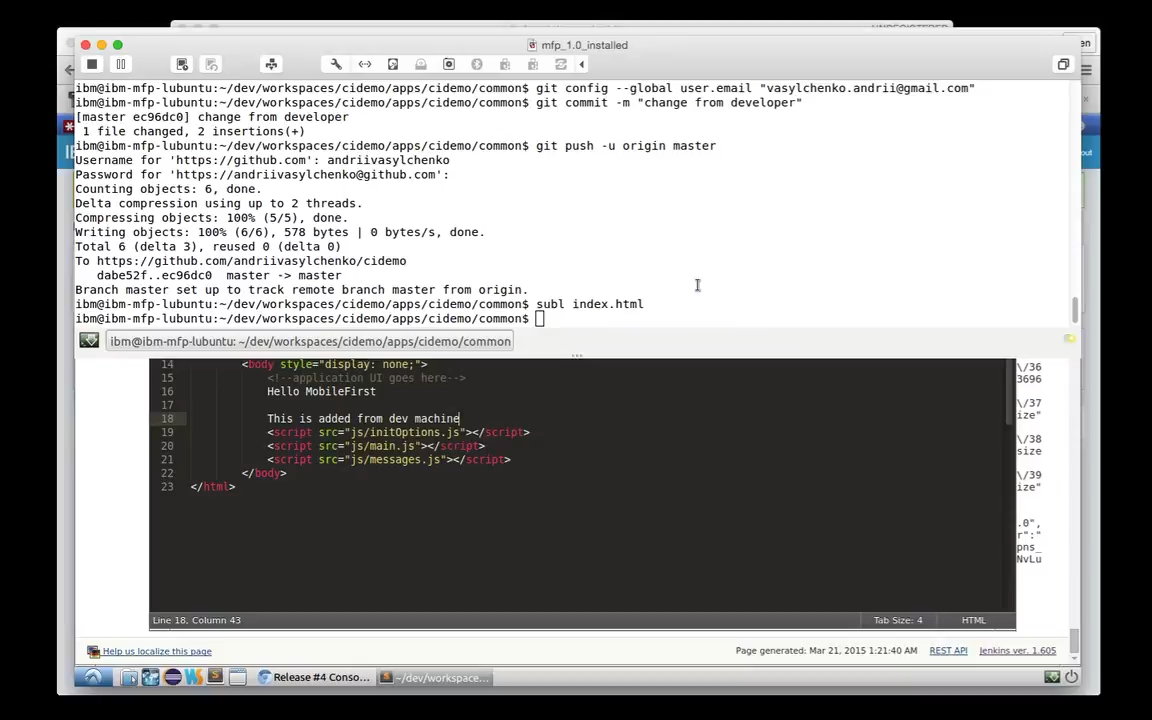 mfp_1.0_installed
en
ibm@ibm-mfp-lubuntu:~/dev/workspaces/cidemo/apps/cidemo/common$ git config --global user.email "vasylchenko.andrii@gmail.com"
ibm@ibm-mfp-lubuntu:~/dev/workspaces/cidemo/apps/cidemo/common$ git commit -m "change from developer"
[master ec96dc0] change from developer
 1 file changed, 2 insertions(+)
ibm@ibm-mfp-lubuntu:~/dev/workspaces/cidemo/apps/cidemo/common$ git push -u origin master
Username for 'https://github.com': andriivasylchenko
Password for 'https://andriivasylchenko@github.com':
Counting objects: 6, done.
Delta compression using up to 2 threads.
Compressing objects: 100% (5/5), done.
Writing objects: 100% (6/6), 578 bytes | 0 bytes/s, done.
Total 6 (delta 3), reused 0 (delta 0)
To https://github.com/andriivasylchenko/cidemo
   dabe52f..ec96dc0  master -> master
Branch master set up to track remote branch master from origin.
ibm@ibm-mfp-lubuntu:~/dev/workspaces/cidemo/apps/cidemo/common$ subl index.html
ibm@ibm-mfp-lubuntu:~/dev/workspaces/cidemo/apps/cidemo/common$
ibm@ibm-mfp-lubuntu: ~/dev/workspaces/cidemo/apps/cidemo/common
14 <body style="display: none;">
15 <!--application UI goes here-->
16 Hello MobileFirst
17
18 This is added from dev machine
19 <script src="js/initOptions.js"></script>
20 <script src="js/main.js"></script>
21 <script src="js/messages.js"></script>
22 </body>
23 </html>
\/36
3696
\/37
size"
\/38
size
\/39
ize"
.0",
r":"
pns_
NvLu
Line 18, Column 43
Tab Size: 4
HTML
Help us localize this page
Page generated: Mar 21, 2015 1:21:40 AM
REST API
Jenkins ver. 1.605
Release #4 Conso...
~/dev/workspace...